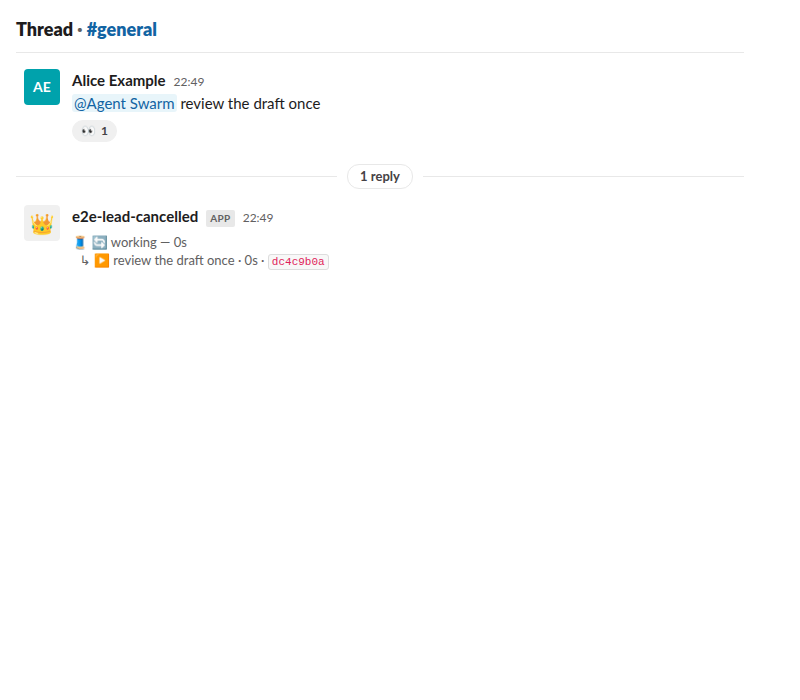 Thread • #general
AE
Alice Example 22:49
@Agent Swarm review the draft once
👀 1
1 reply
e2e-lead-cancelled APP 22:49
🧵 🔄 working — 0s
↳ ▶️ review the draft once · 0s · dc4c9b0a